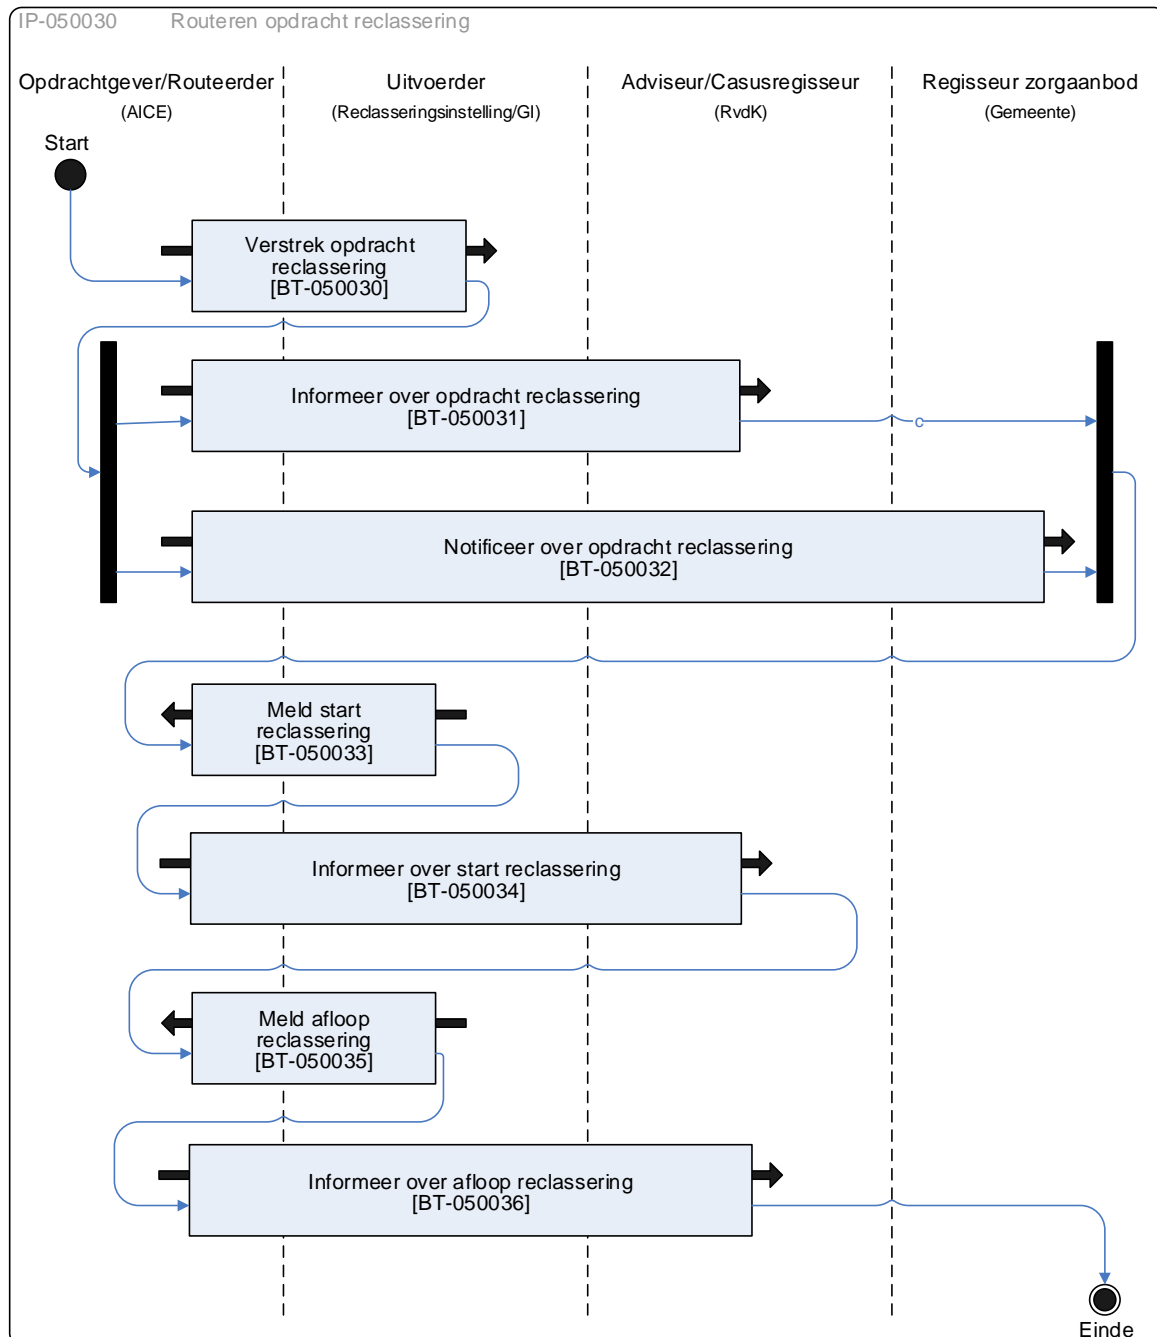 IP-050030 Routeren opdracht reclassering
Opdrachtgever/Routeerder
(AICE)
Uitvoerder
(Reclasseringsinstelling/GI)
Adviseur/Casusregisseur
(RvdK)
Regisseur zorgaanbod
(Gemeente)
Start
Verstrek opdracht
reclassering
[BT-050030]
Informeer over opdracht reclassering
[BT-050031]
c
Notificeer over opdracht reclassering
[BT-050032]
Meld start
reclassering
[BT-050033]
Informeer over start reclassering
[BT-050034]
Meld afloop
reclassering
[BT-050035]
Informeer over afloop reclassering
[BT-050036]
Einde